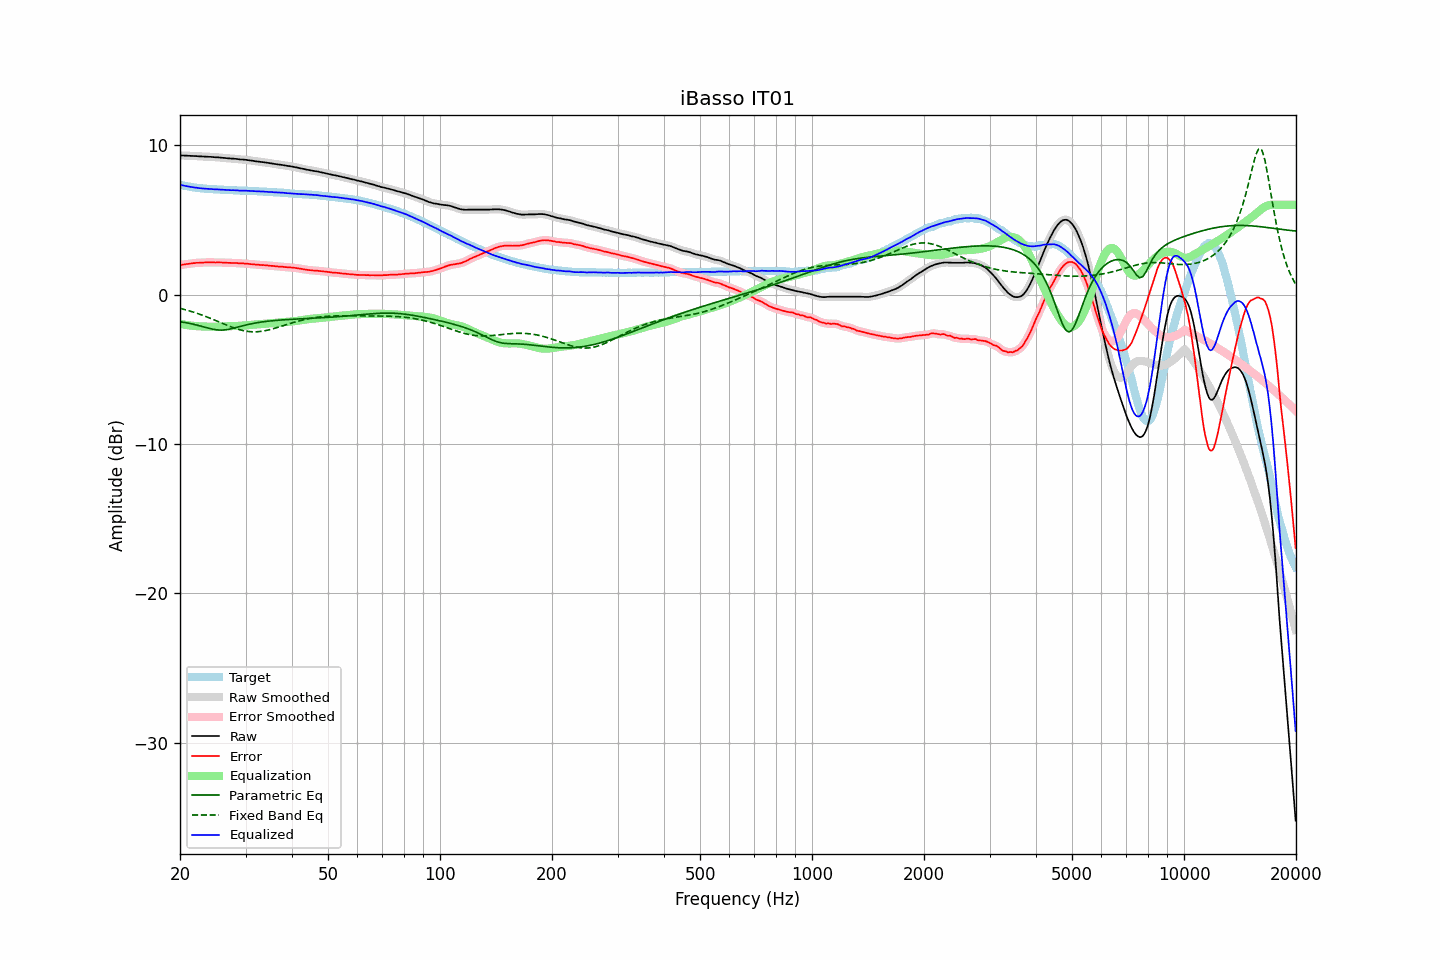 iBasso IT01
10
0
−10
−20
−30
Amplitude (dBr)
Target
Raw Smoothed
Error Smoothed
Raw
Error
Equalization
Parametric Eq
Fixed Band Eq
Equalized
20 50 100 200 500 1000 2000 5000 10000 20000
Frequency (Hz)